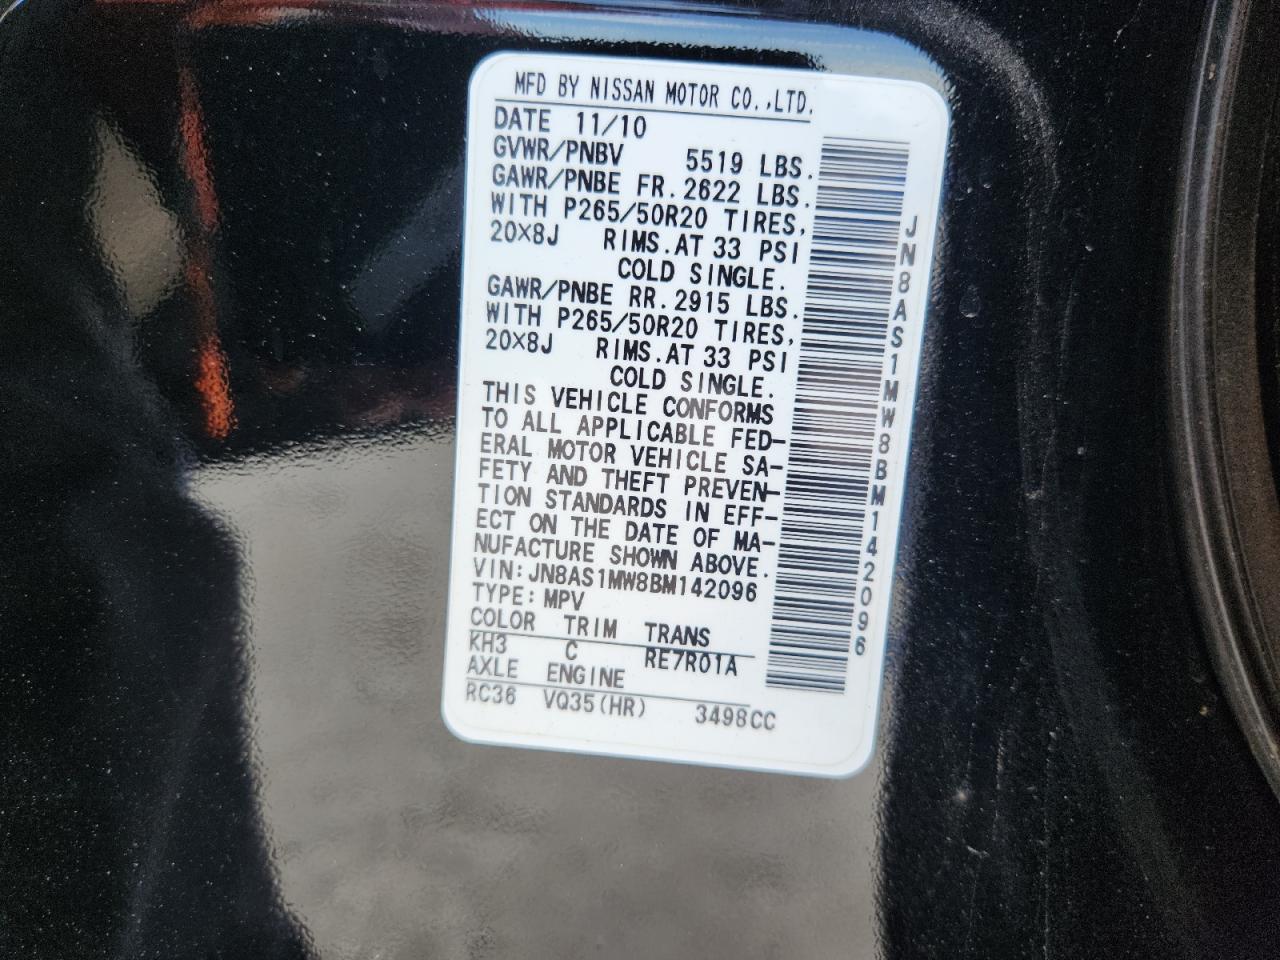 MFD BY NISSAN MOTOR CO.,LTD.
DATE 11/10
GVWR/PNBV 5519 LBS.
GAWR/PNBE FR.2622 LBS.
WITH P265/50R20 TIRES,
20×8J RIMS.AT 33 PSI
COLD SINGLE.
GAWR/PNBE RR.2915 LBS.
WITH P265/50R20 TIRES,
20×8J RIMS.AT 33 PSI
COLD SINGLE.
THIS VEHICLE CONFORMS
TO ALL APPLICABLE FED-
ERAL MOTOR VEHICLE SA-
FETY AND THEFT PREVEN-
TION STANDARDS IN EFF-
ECT ON THE DATE OF MA-
NUFACTURE SHOWN ABOVE.
VIN:JN8AS1MW8BM142096
TYPE:MPV
COLOR TRIM TRANS
KH3 C RE7R01A
AXLE ENGINE
RC36 VQ35(HR) 3498CC
JN8AS1MW8BM142096